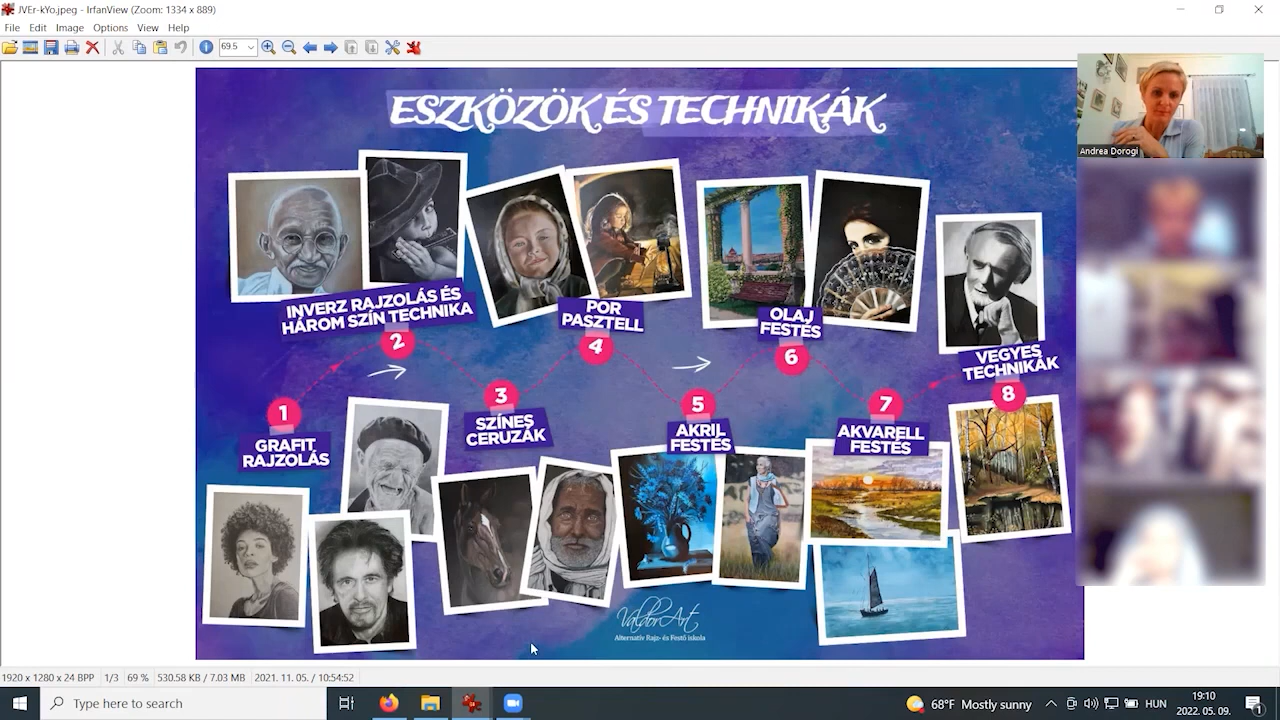 JVEr-kYo.jpeg - IrfanView (Zoom: 1334 x 889)
File Edit Image Options View Help
69.5
ESZKÖZÖK ÉS TECHNIKÁK
Andrea Dorogi
INVERZ RAJZOLÁS ÉS
HÁROM SZÍN TECHNIKA
2
POR
PASZTELL
4
OLAJ
FESTÉS
6
VEGYES
TECHNIKÁK
8
1
GRAFIT
RAJZOLÁS
3
SZÍNES
CERUZÁK
5
AKRIL
FESTÉS
7
AKVARELL
FESTÉS
ValdorArt
Alternatív Rajz- és Festő iskola
1920 x 1280 x 24 BPP 1/3 69 % 530.58 KB / 7.03 MB 2021. 11. 05. / 10:54:52
Type here to search
68°F Mostly sunny
HUN
19:10
2022. 05. 09.
1